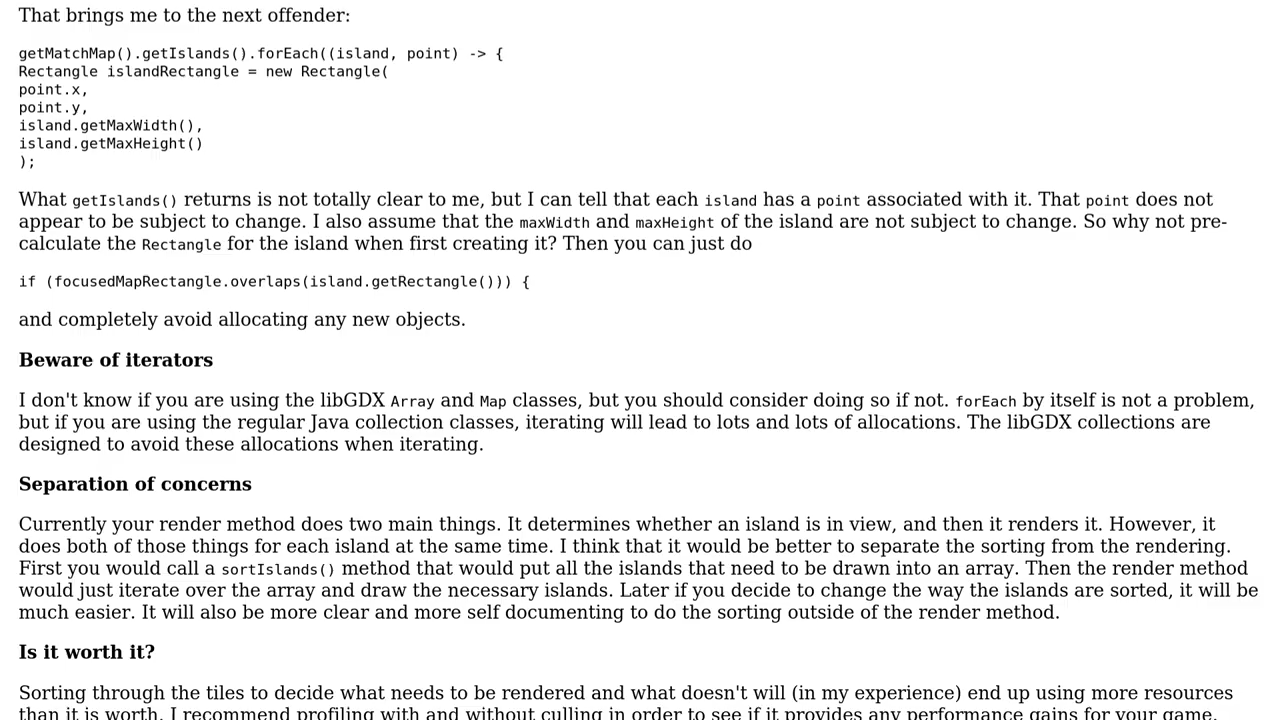 That brings me to the next offender:
getMatchMap().getIslands().forEach((island, point) -> {
Rectangle islandRectangle = new Rectangle(
point.x,
point.y,
island.getMaxWidth(),
island.getMaxHeight()
);
What getIslands() returns is not totally clear to me, but I can tell that each island has a point associated with it. That point does not
appear to be subject to change. I also assume that the maxWidth and maxHeight of the island are not subject to change. So why not pre-
calculate the Rectangle for the island when first creating it? Then you can just do
if (focusedMapRectangle.overlaps(island.getRectangle())) {
and completely avoid allocating any new objects.
Beware of iterators
I don't know if you are using the libGDX Array and Map classes, but you should consider doing so if not. forEach by itself is not a problem,
but if you are using the regular Java collection classes, iterating will lead to lots and lots of allocations. The libGDX collections are
designed to avoid these allocations when iterating.
Separation of concerns
Currently your render method does two main things. It determines whether an island is in view, and then it renders it. However, it
does both of those things for each island at the same time. I think that it would be better to separate the sorting from the rendering.
First you would call a sortIslands() method that would put all the islands that need to be drawn into an array. Then the render method
would just iterate over the array and draw the necessary islands. Later if you decide to change the way the islands are sorted, it will be
much easier. It will also be more clear and more self documenting to do the sorting outside of the render method.
Is it worth it?
Sorting through the tiles to decide what needs to be rendered and what doesn't will (in my experience) end up using more resources
than it is worth. I recommend profiling with and without culling in order to see if it provides any performance gains for your game.